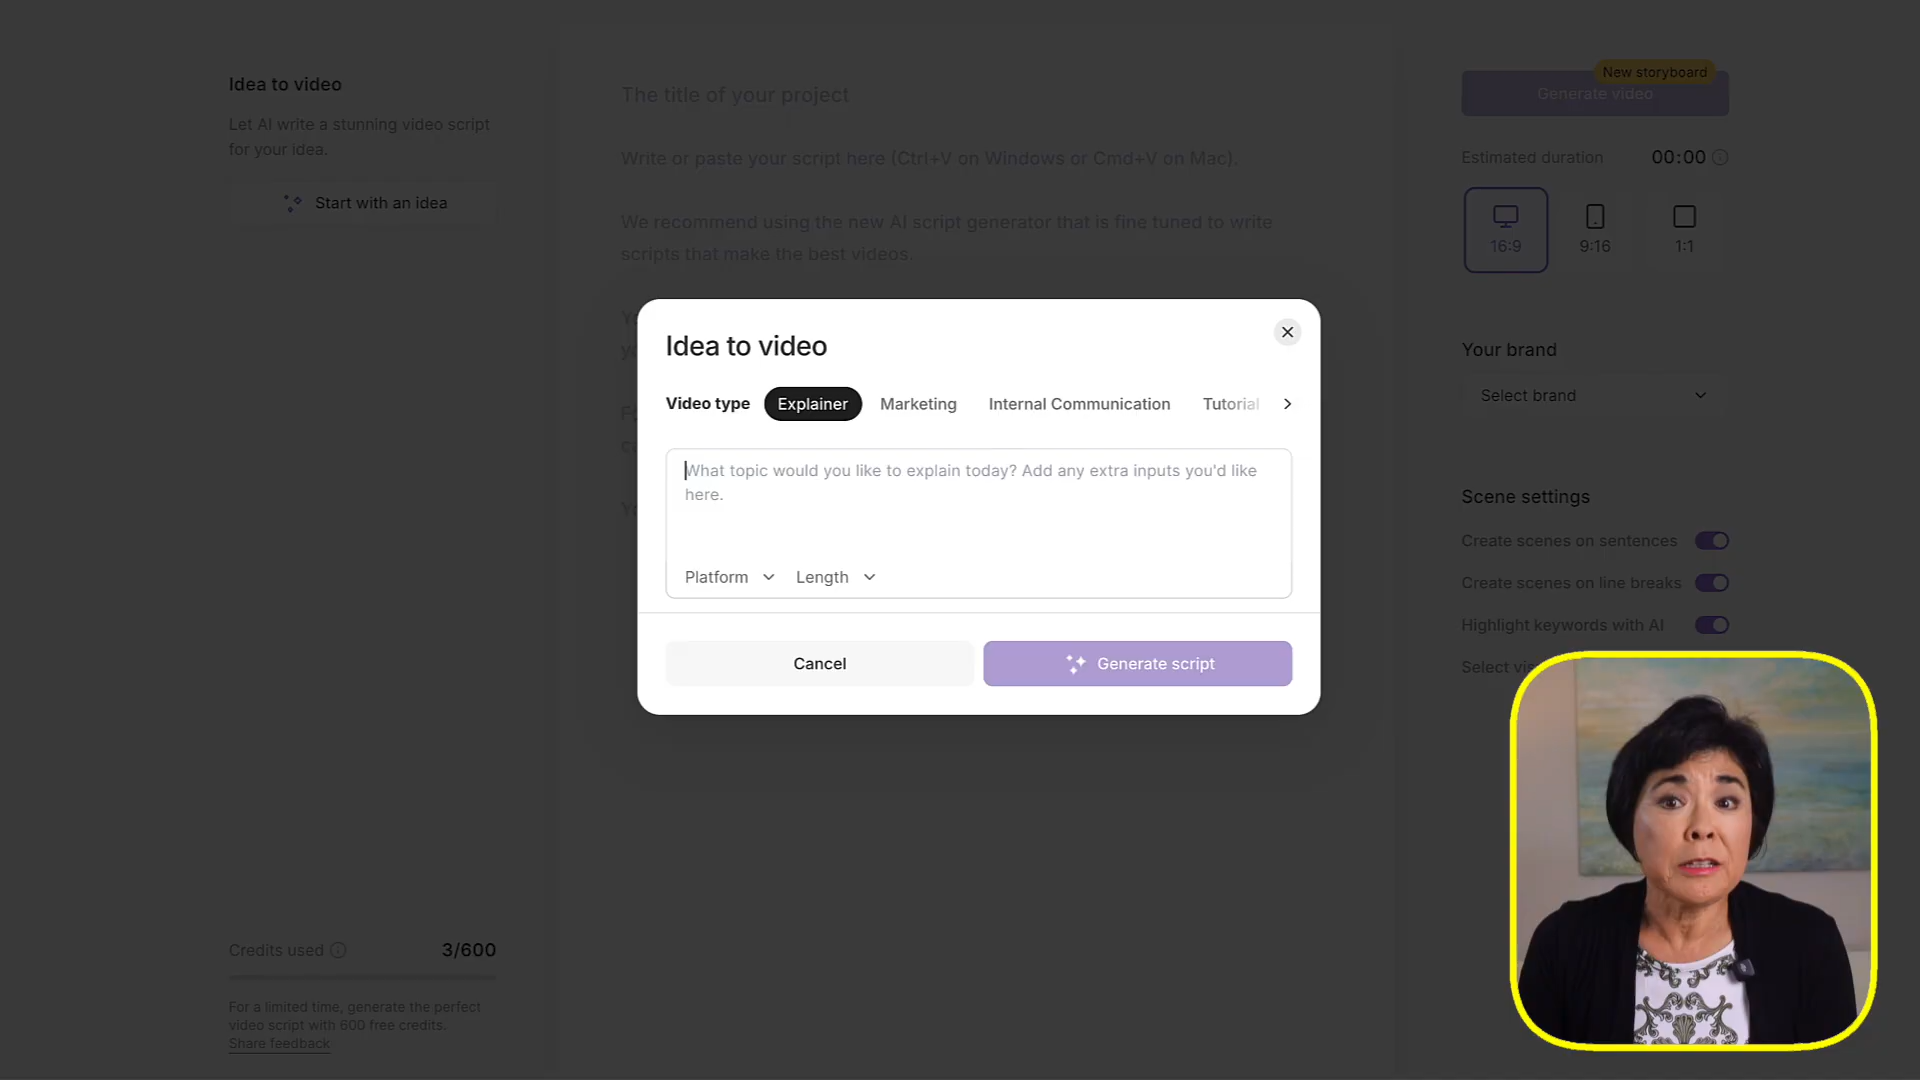 Idea to video
Let AI write a stunning video script
for your idea.
Start with an idea
The title of your project
Write or paste your script here (Ctrl+V on Windows or Cmd+V on Mac).
We recommend using the new AI script generator that is fine tuned to write
scripts that make the best videos.
New storyboard
Generate video
Estimated duration 00:00
16:9
9:16
1:1
Your brand
Select brand
Scene settings
Create scenes on sentences
Create scenes on line breaks
Highlight keywords with AI
Select
Idea to video
Video type Explainer Marketing Internal Communication Tutorial
What topic would you like to explain today? Add any extra inputs you'd like
here.
Platform Length
Cancel
Generate script
Credits used 3/600
For a limited time, generate the perfect
video script with 600 free credits.
Share feedback